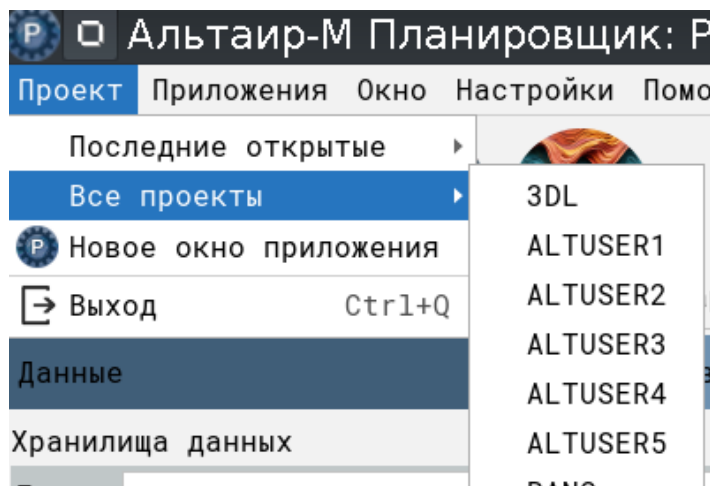 P Альтаир-М Планировщик: P
Проект Приложения Окно Настройки Помо
Последние открытые
Все проекты
P Новое окно приложения
Выход Ctrl+Q
3DL
ALTUSER1
ALTUSER2
ALTUSER3
ALTUSER4
ALTUSER5
Данные
Хранилища данных